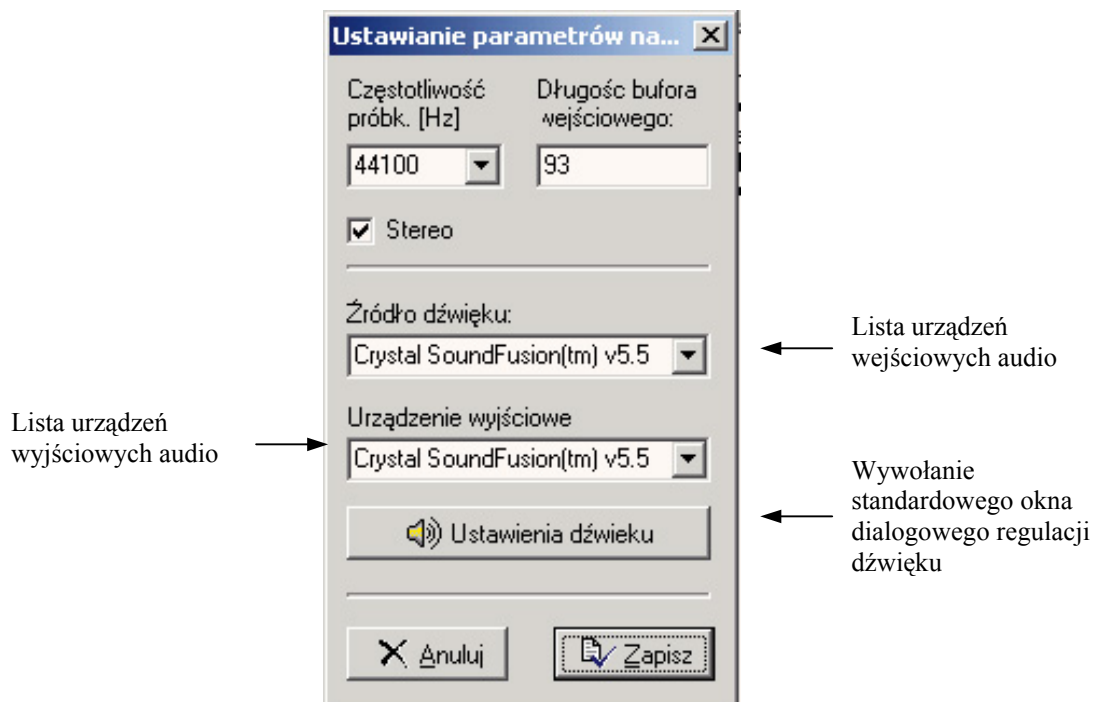 Ustawianie parametrów na...
Częstotliwość
próbk. [Hz]
Długośc bufora
wejściowego:
44100
93
Stereo
Źródło dźwięku:
Crystal SoundFusion(tm) v5.5
Lista urządzeń
wejściowych audio
Urządzenie wyjściowe
Crystal SoundFusion(tm) v5.5
Lista urządzeń
wyjściowych audio
Ustawienia dźwieku
Wywołanie
standardowego okna
dialogowego regulacji
dźwięku
Anuluj
Zapisz